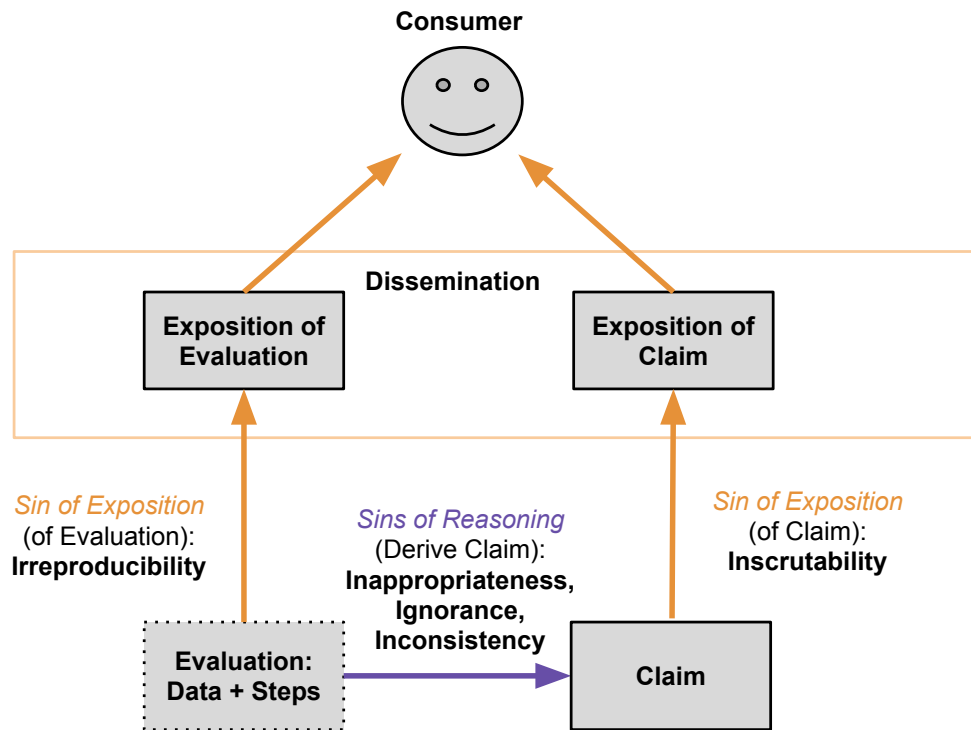 Consumer
Dissemination
Exposition of
Evaluation
Exposition of
Claim
Sin of Exposition
(of Evaluation):
Irreproducibility
Sins of Reasoning
(Derive Claim):
Inappropriateness,
Ignorance,
Inconsistency
Sin of Exposition
(of Claim):
Inscrutability
Evaluation:
Data + Steps
Claim